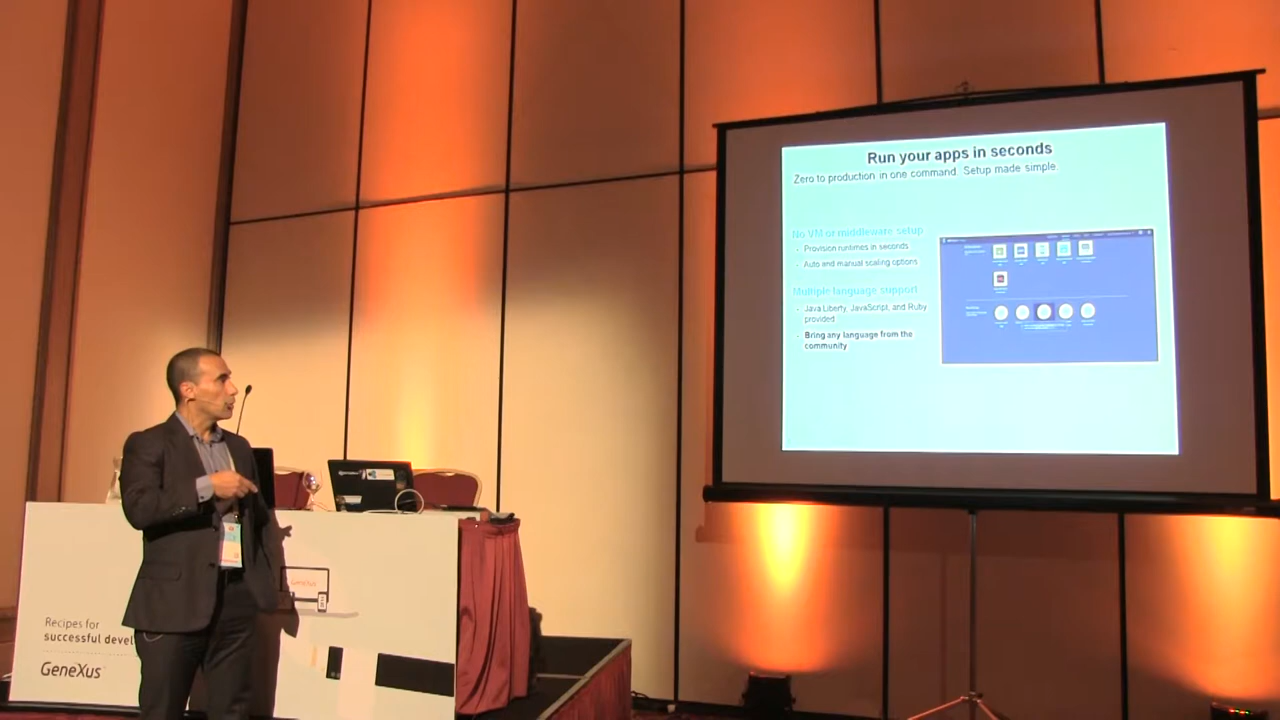 Run your apps in seconds
Zero to production in one command. Setup made simple.
No VM or middleware setup
- Provision runtimes in seconds
- Auto and manual scaling options
Multiple language support
- Java Liberty, JavaScript, and Ruby
provided
- Bring any language from the
community
GeneXus
Recipes for
successful devel
GeneXus